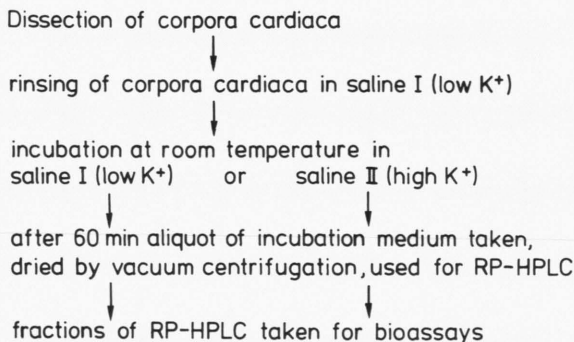 Dissection of corpora cardiaca
rinsing of corpora cardiaca in saline I (low K⁺)
incubation at room temperature in
saline I (low K⁺) or saline II (high K⁺)
after 60 min aliquot of incubation medium taken,
dried by vacuum centrifugation, used for RP-HPLC
fractions of RP-HPLC taken for bioassays